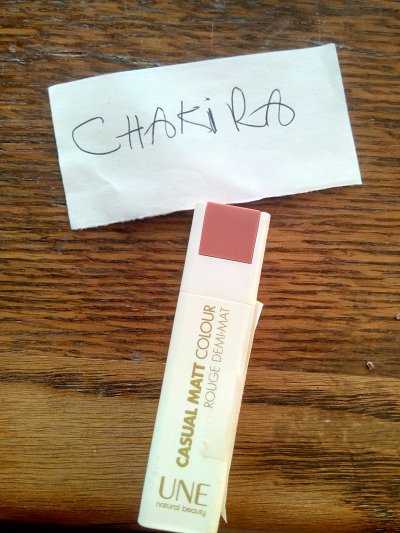 CHAKiRA
CASUAL MATT COLOUR
ROUGE DEMI-MAT
UNE
natural beauty